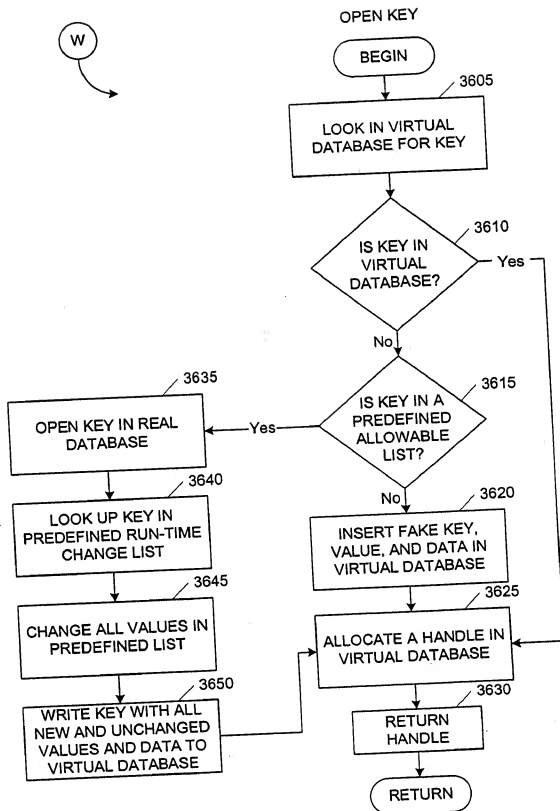 OPEN KEY
W
BEGIN
3605
LOOK IN VIRTUAL
DATABASE FOR KEY
3610
IS KEY IN
VIRTUAL
DATABASE?
Yes
No
3615
IS KEY IN A
PREDEFINED
ALLOWABLE
LIST?
Yes
No
3635
OPEN KEY IN REAL
DATABASE
3640
LOOK UP KEY IN
PREDEFINED RUN-TIME
CHANGE LIST
3645
CHANGE ALL VALUES IN
PREDEFINED LIST
3650
WRITE KEY WITH ALL
NEW AND UNCHANGED
VALUES AND DATA TO
VIRTUAL DATABASE
3620
INSERT FAKE KEY,
VALUE, AND DATA IN
VIRTUAL DATABASE
3625
ALLOCATE A HANDLE IN
VIRTUAL DATABASE
3630
RETURN
HANDLE
RETURN